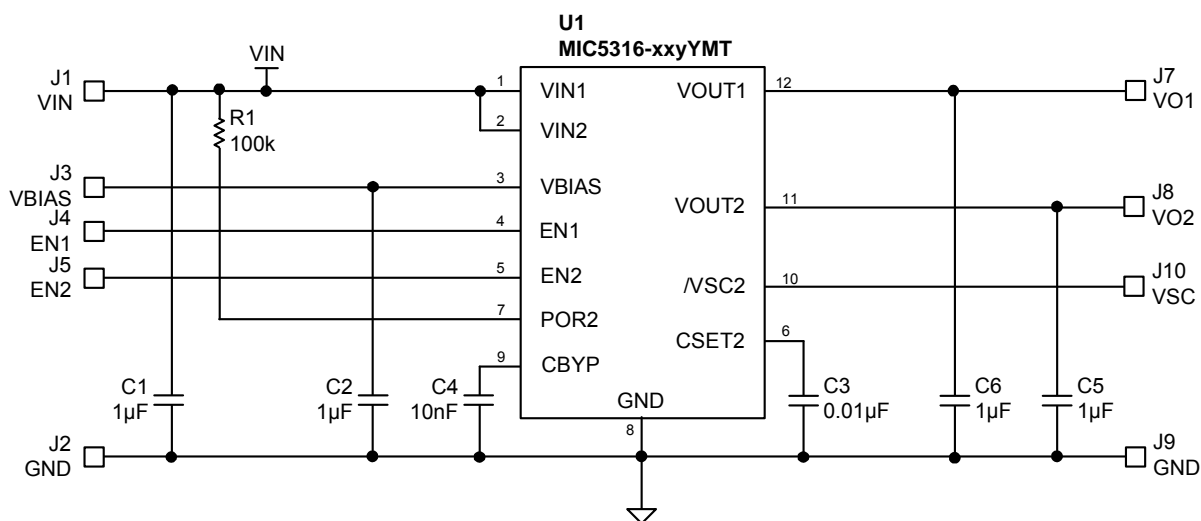 U1
MIC5316-xxyYMT
VIN
J1
VIN
1
VIN1
VOUT1
12
J7
VO1
R1
100k
2
VIN2
J3
VBIAS
3
VBIAS
VOUT2
11
J8
VO2
J4
EN1
4
EN1
J5
EN2
5
EN2
/VSC2
10
J10
VSC
7
POR2
CSET2
6
9
CBYP
C1
1µF
C2
1µF
C4
10nF
GND
8
C3
0.01µF
C6
1µF
C5
1µF
J2
GND
J9
GND